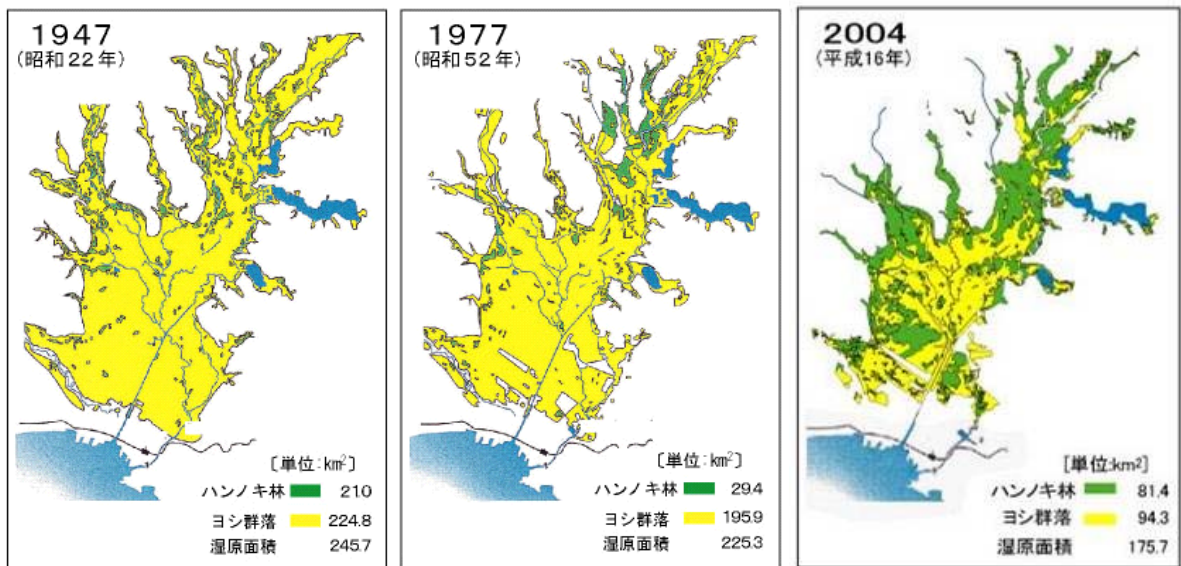 1947
(昭和22年)
[単位:km²]
ハンノキ林 21.0
ヨシ群落 224.8
湿原面積 245.7
1977
(昭和52年)
[単位:km²]
ハンノキ林 29.4
ヨシ群落 195.9
湿原面積 225.3
2004
(平成16年)
[単位:km²]
ハンノキ林 81.4
ヨシ群落 94.3
湿原面積 175.7